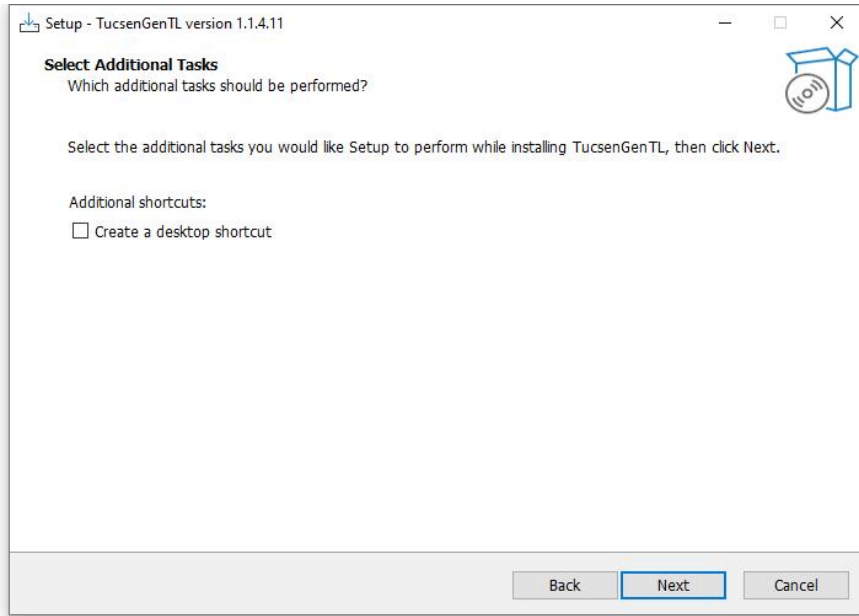 Setup - TucsenGenTL version 1.1.4.11
Select Additional Tasks
Which additional tasks should be performed?
Select the additional tasks you would like Setup to perform while installing TucsenGenTL, then click Next.
Additional shortcuts:
Create a desktop shortcut
Back Next Cancel